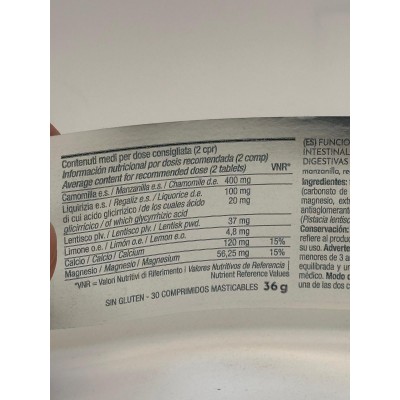 Contenuti medi per dose consigliata (2 cpr)
Información nutricional por dosis recomendada (2 comp)
Average content for recommended dose (2 tablets) VNR*
Camomilla e.s. / Manzanilla e.s. / Chamomile d.e. 400 mg
Liquirizia e.s. / Regaliz e.s. / Liquorice d.e. 100 mg
di cui acido glicirrizico / de los cuales ácido 20 mg
glicirrícico / of which glycyrrhizic acid
Lentisco plv. / Lentisco plv. / Lentisk pwd. 37 mg
Limone o.e. / Limón o.e. / Lemon e.o. 4,8 mg
Calcio / Calcio / Calcium 120 mg 15%
Magnesio / Magnesio / Magnesium 56,25 mg 15%
*VNR = Valori Nutritivi di Riferimento | Valores Nutritivos de Referencia |
Nutrient Reference Values
SIN GLUTEN - 30 COMPRIMIDOS MASTICABLES 36 g
(ES) FUNCIO
INTESTINAL
DIGESTIVAS
manzanilla, re
Ingredientes:
(carbonato de
magnesio, ext
antiaglomerant
(Pistacia lentisc
Conservación:
refiere al produc
su uso. Adverten
menores de 3 a
equilibrada y un
médico. Modo d
una de las dos c